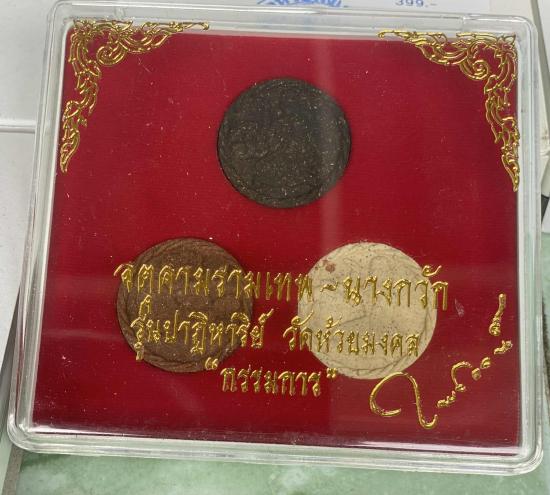 399.-
จตุคามรามเทพ - นางกวัก
รุ่นปาฏิหาริย์ วัดห้วยมงคล
"กรรมการ"